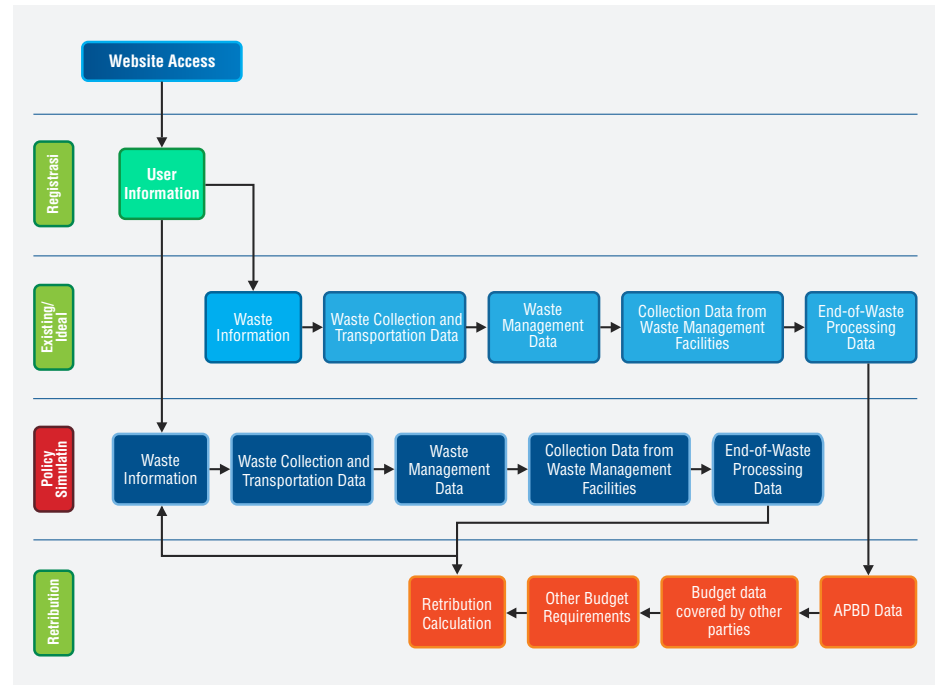 Website Access
Registrasi
User
Information
Existing/
Ideal
Waste
Information
Waste Collection and
Transportation Data
Waste
Management
Data
Collection Data from
Waste Management
Facilities
End-of-Waste
Processing
Data
Policy
Simulatin
Waste
Information
Waste Collection and
Transportation Data
Waste
Management
Data
Collection Data from
Waste Management
Facilities
End-of-Waste
Processing
Data
Retribution
Retribution
Calculation
Other Budget
Requirements
Budget data
covered by other
parties
APBD Data